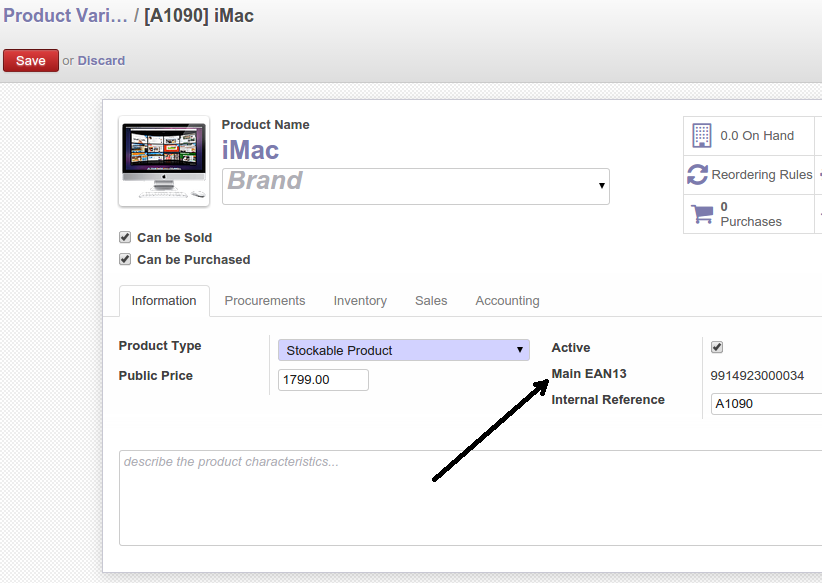 Product Vari... / [A1090] iMac
Save or Discard
Product Name
iMac
Brand
0.0 On Hand
Reordering Rules
0
Purchases
Can be Sold
Can be Purchased
Information Procurements Inventory Sales Accounting
Product Type Stockable Product
Public Price 1799.00
Active
Main EAN13 9914923000034
Internal Reference A1090
describe the product characteristics...